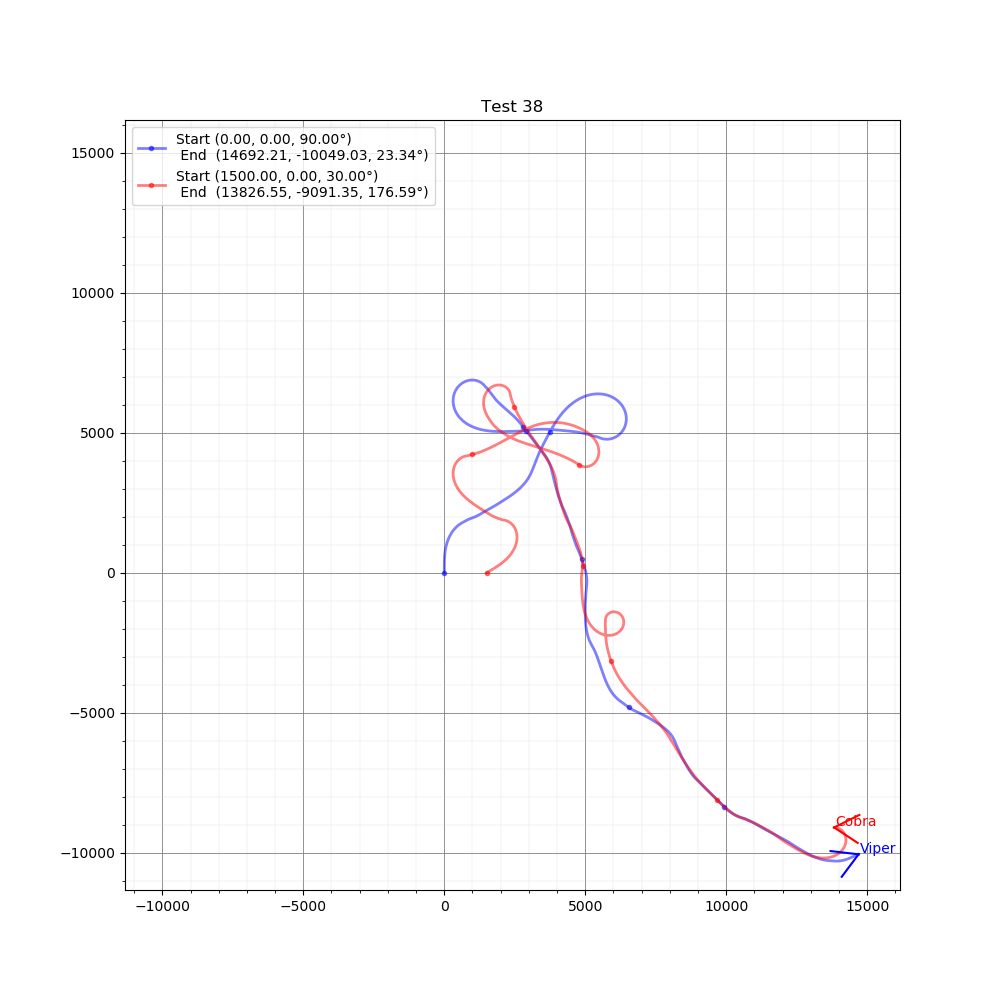 Test 38
Start (0.00, 0.00, 90.00°)
End (14692.21, -10049.03, 23.34°)
Start (1500.00, 0.00, 30.00°)
End (13826.55, -9091.35, 176.59°)
15000
10000
5000
0
−5000
−10000
Cobra
Viper
−10000
−5000
0
5000
10000
15000